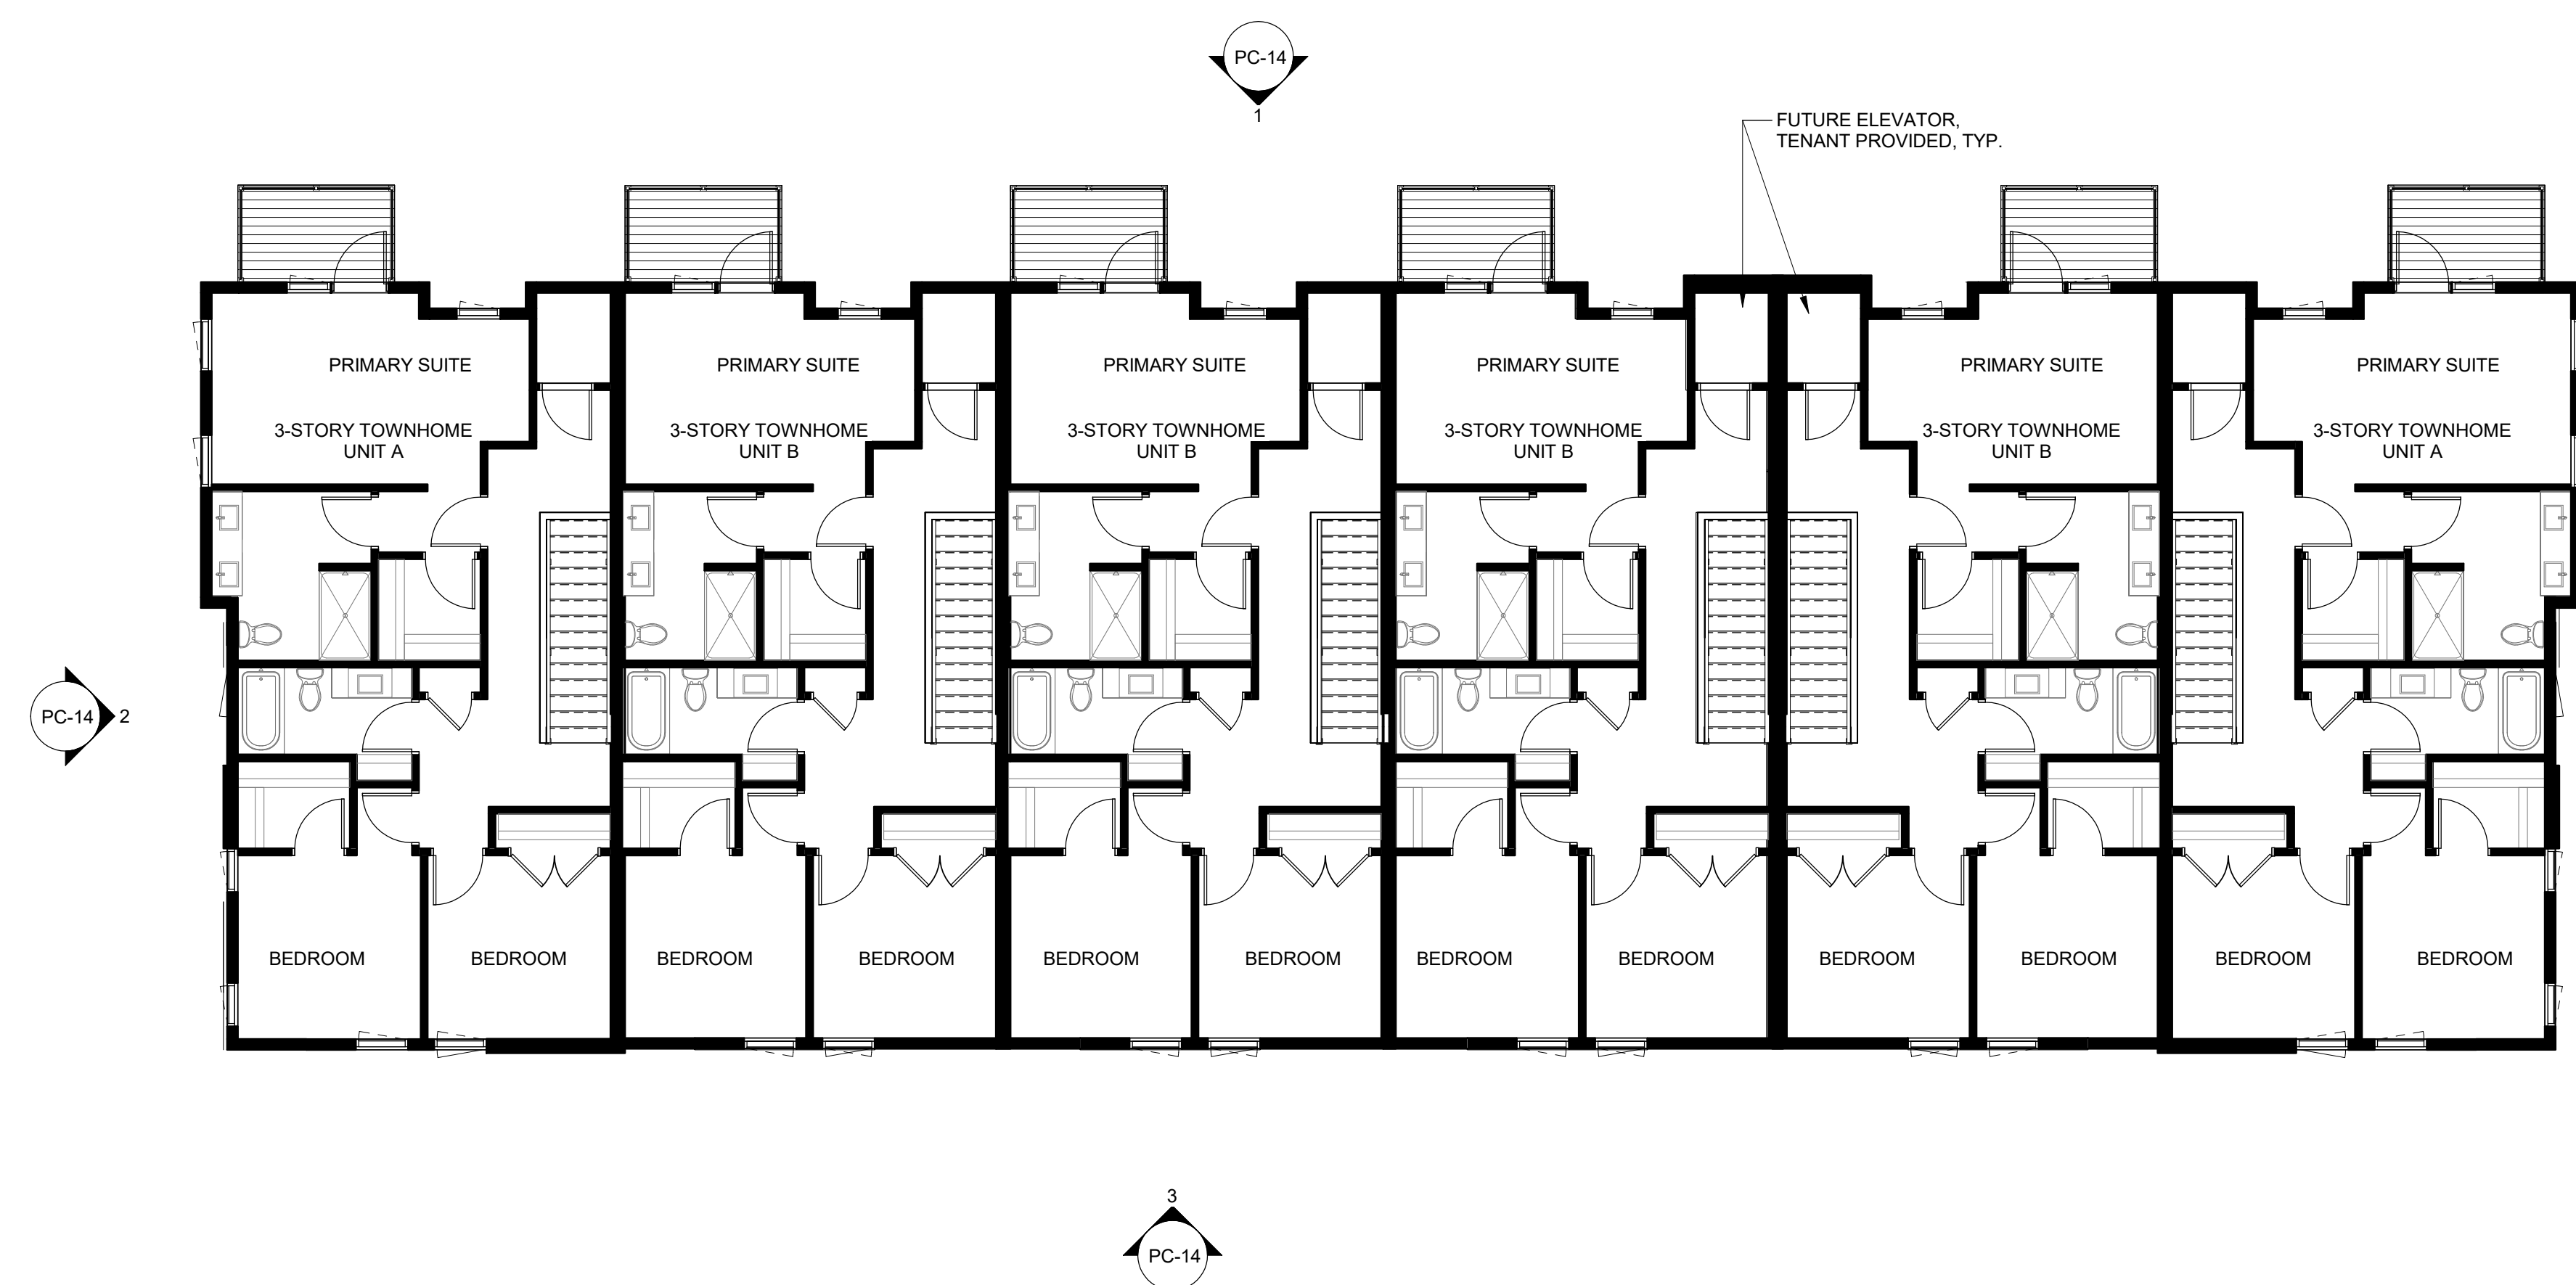 PC-14
1
FUTURE ELEVATOR,
TENANT PROVIDED, TYP.
PRIMARY SUITE
PRIMARY SUITE
PRIMARY SUITE
PRIMARY SUITE
PRIMARY SUITE
PRIMARY SUITE
3-STORY TOWNHOME
UNIT A
3-STORY TOWNHOME
UNIT B
3-STORY TOWNHOME
UNIT B
3-STORY TOWNHOME
UNIT B
3-STORY TOWNHOME
UNIT B
3-STORY TOWNHOME
UNIT A
PC-14 2
BEDROOM
BEDROOM
BEDROOM
BEDROOM
BEDROOM
BEDROOM
BEDROOM
BEDROOM
BEDROOM
BEDROOM
BEDROOM
BEDROOM
3
PC-14